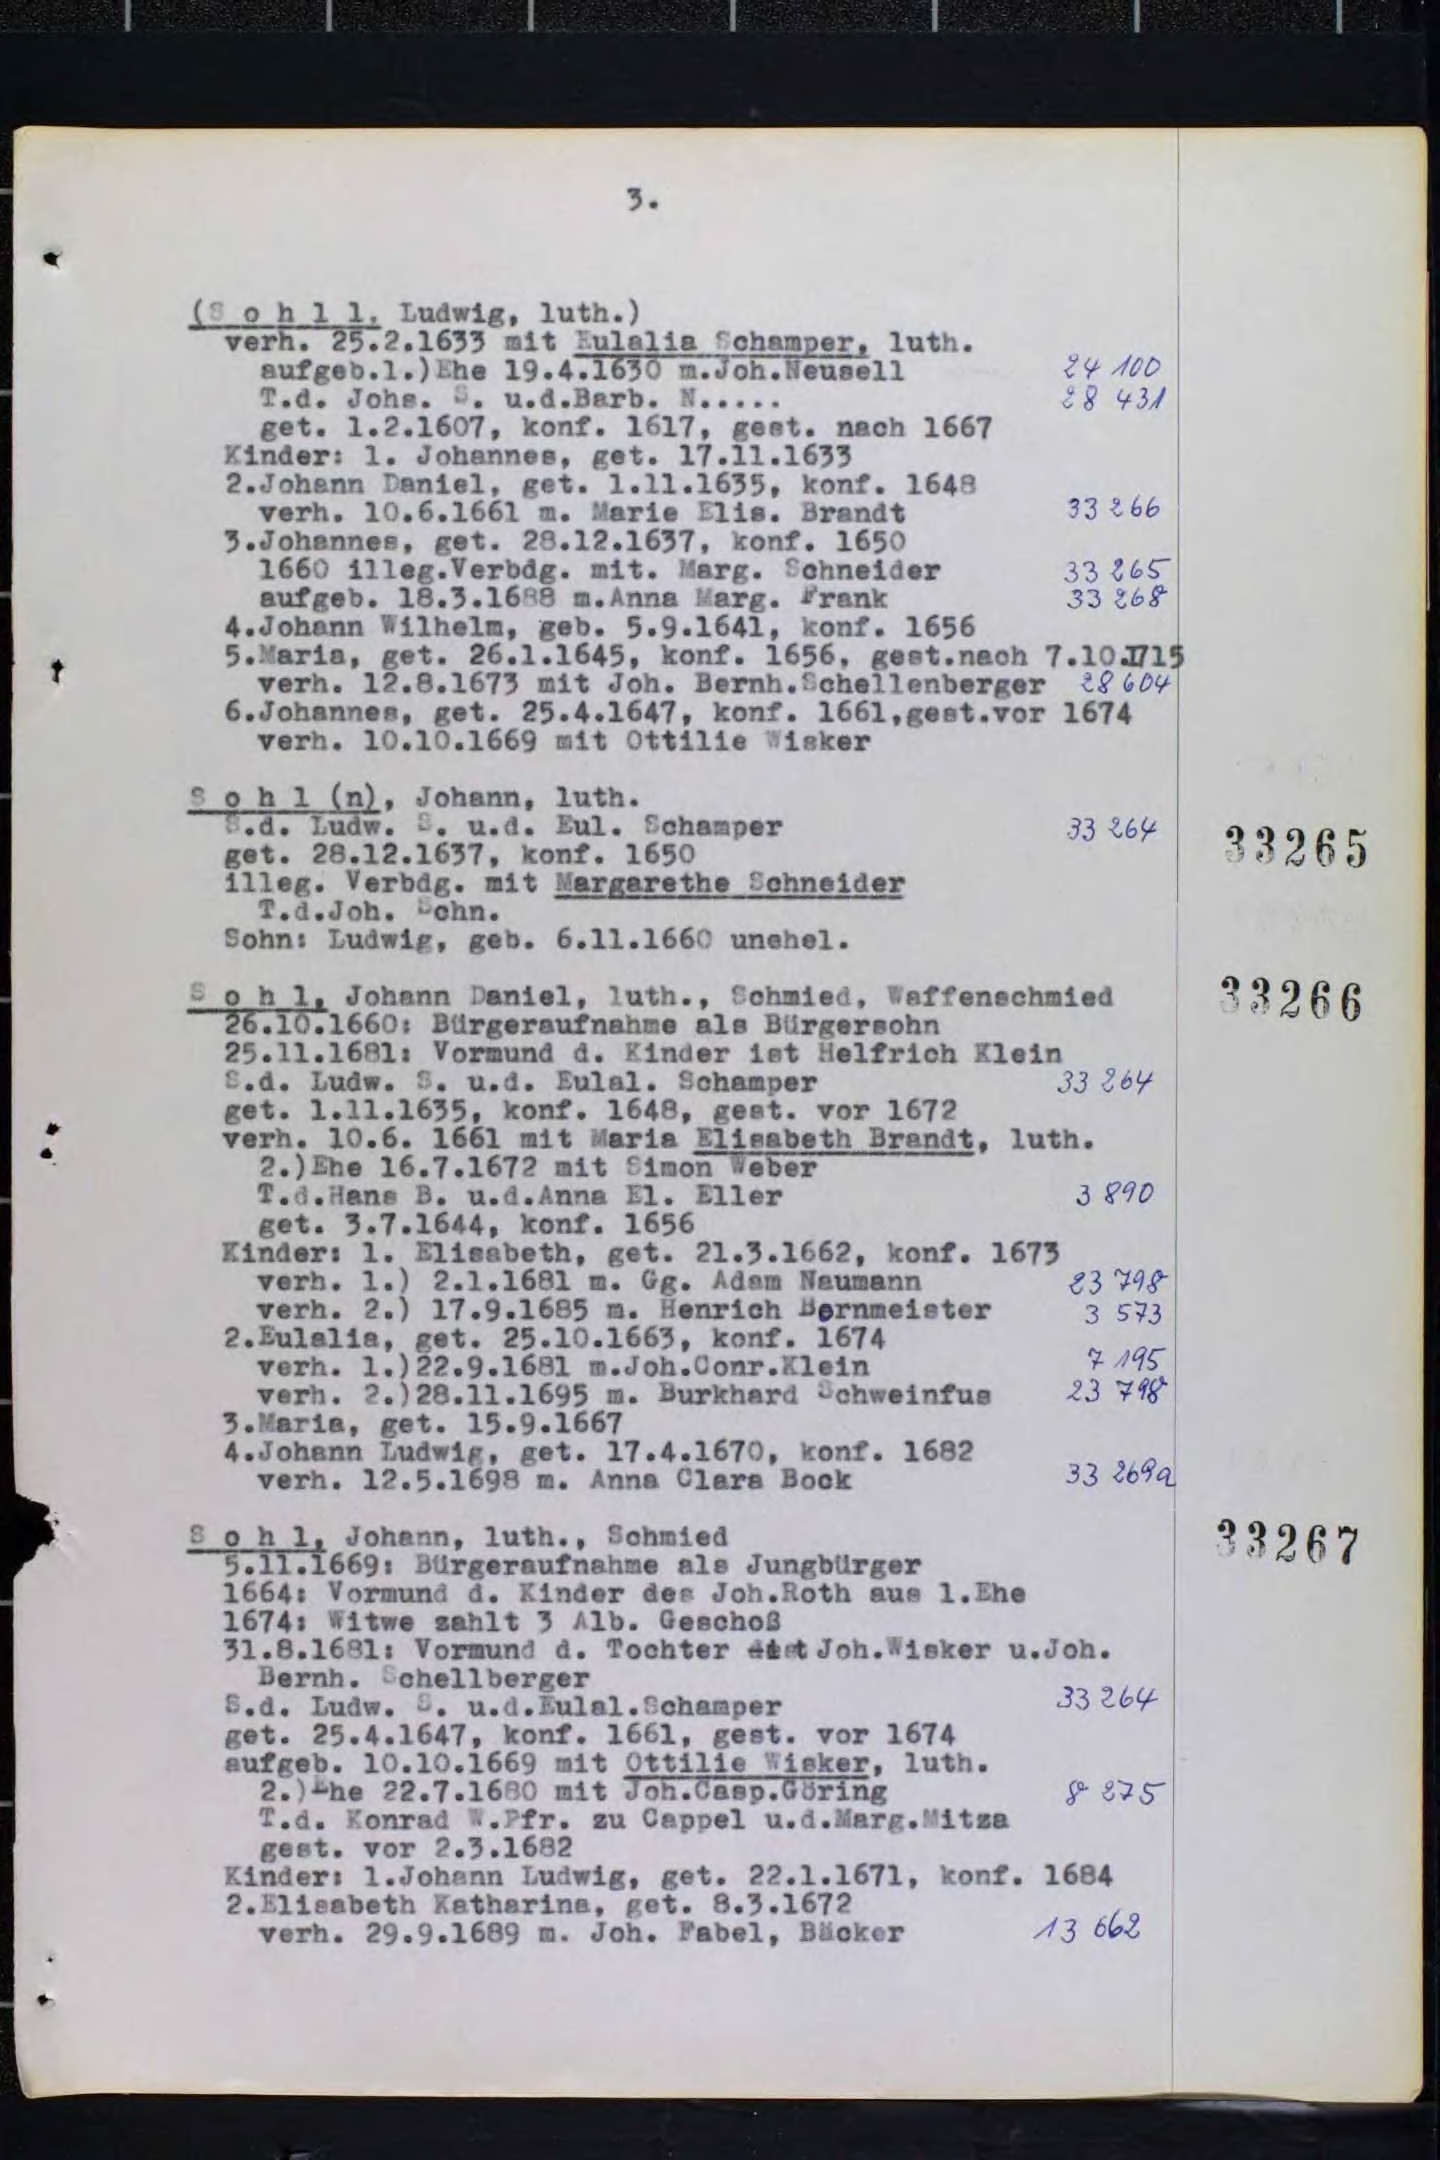 3.
(S o h l l, Ludwig, luth.)
verh. 25.2.1633 mit Eulalia Schamper, luth.
aufgeb.1.)Ehe 19.4.1630 m.Joh.Neusell 24 100
T.d. Johs. S. u.d.Barb. N..... 28 431
get. 1.2.1607, konf. 1617, gest. nach 1667
Kinder: 1. Johannes, get. 17.11.1633
2.Johann Daniel, get. 1.11.1635, konf. 1648
verh. 10.6.1661 m. Marie Elis. Brandt 33 266
3.Johannes, get. 28.12.1637, konf. 1650
1660 illeg.Verbdg. mit. Marg. Schneider 33 265
aufgeb. 18.3.1688 m.Anna Marg. Frank 33 268
4.Johann Wilhelm, geb. 5.9.1641, konf. 1656
5.Maria, get. 26.1.1645, konf. 1656, gest.nach 7.10.1715
verh. 12.8.1673 mit Joh. Bernh.Schellenberger 28 604
6.Johannes, get. 25.4.1647, konf. 1661,gest.vor 1674
verh. 10.10.1669 mit Ottilie Wisker
S o h l (n), Johann, luth.
S.d. Ludw. S. u.d. Eul. Schamper 33 264 33265
get. 28.12.1637, konf. 1650
illeg. Verbdg. mit Margarethe Schneider
T.d.Joh. Schn.
Sohn: Ludwig, geb. 6.11.1660 unehel.
S o h l, Johann Daniel, luth., Schmied, Waffenschmied 33266
26.10.1660: Bürgeraufnahme als Bürgersohn
25.11.1681: Vormund d. Kinder ist Helfrich Klein
S.d. Ludw. S. u.d. Eulal. Schamper 33 264
get. 1.11.1635, konf. 1648, gest. vor 1672
verh. 10.6. 1661 mit Maria Elisabeth Brandt, luth.
2.)Ehe 16.7.1672 mit Simon Weber
T.d.Hans B. u.d.Anna El. Eller 3 890
get. 3.7.1644, konf. 1656
Kinder: 1. Elisabeth, get. 21.3.1662, konf. 1673
verh. 1.) 2.1.1681 m. Gg. Adam Naumann 23 798
verh. 2.) 17.9.1685 m. Henrich Bornmeister 3 573
2.Eulalia, get. 25.10.1663, konf. 1674
verh. 1.)22.9.1681 m.Joh.Conr.Klein 7 195
verh. 2.)28.11.1695 m. Burkhard Schweinfus 23 798
3.Maria, get. 15.9.1667
4.Johann Ludwig, get. 17.4.1670, konf. 1682
verh. 12.5.1698 m. Anna Clara Bock 33 269a
S o h l, Johann, luth., Schmied 33267
5.11.1669: Bürgeraufnahme als Jungbürger
1664: Vormund d. Kinder des Joh.Roth aus 1.Ehe
1674: Witwe zahlt 3 Alb. Geschoß
31.8.1681: Vormund d. Tochter ist Joh.Wisker u.Joh.
Bernh. Schellberger
S.d. Ludw. S. u.d.Eulal.Schamper 33 264
get. 25.4.1647, konf. 1661, gest. vor 1674
aufgeb. 10.10.1669 mit Ottilie Wisker, luth.
2.)Ehe 22.7.1680 mit Joh.Casp.Göring 8 275
T.d. Konrad W.Pfr. zu Cappel u.d.Marg.Mitza
gest. vor 2.3.1682
Kinder: 1.Johann Ludwig, get. 22.1.1671, konf. 1684
2.Elisabeth Katharina, get. 8.3.1672
verh. 29.9.1689 m. Joh. Fabel, Bäcker 13 662